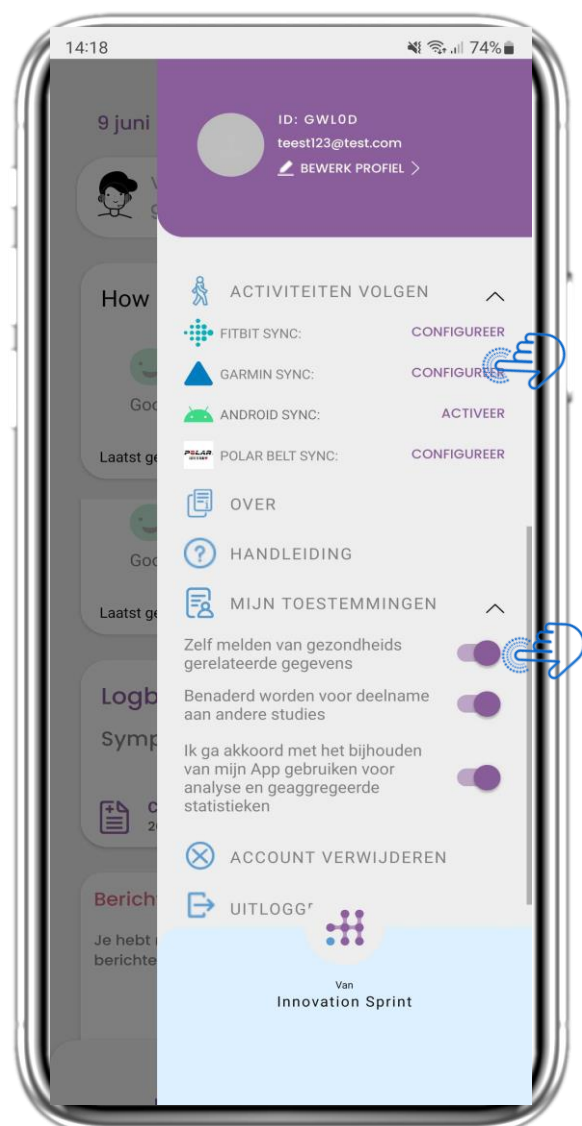 14:18
74%
9 juni
ID: GWL0D
teest123@test.com
BEWERK PROFIEL
How
ACTIVITEITEN VOLGEN
FITBIT SYNC: CONFIGUREER
GARMIN SYNC: CONFIGUREER
ANDROID SYNC: ACTIVEER
POLAR
POLAR BELT SYNC: CONFIGUREER
Goo
Laatst ge
OVER
Goo
HANDLEIDING
Laatst ge
MIJN TOESTEMMINGEN
Zelf melden van gezondheids
gerelateerde gegevens
Logb
Benaderd worden voor deelname
aan andere studies
Symp
Ik ga akkoord met het bijhouden
van mijn App gebruiken voor
analyse en geaggregeerde
statistieken
C
2
ACCOUNT VERWIJDEREN
Berich
UITLOGG
Je hebt
berichte
Van
Innovation Sprint